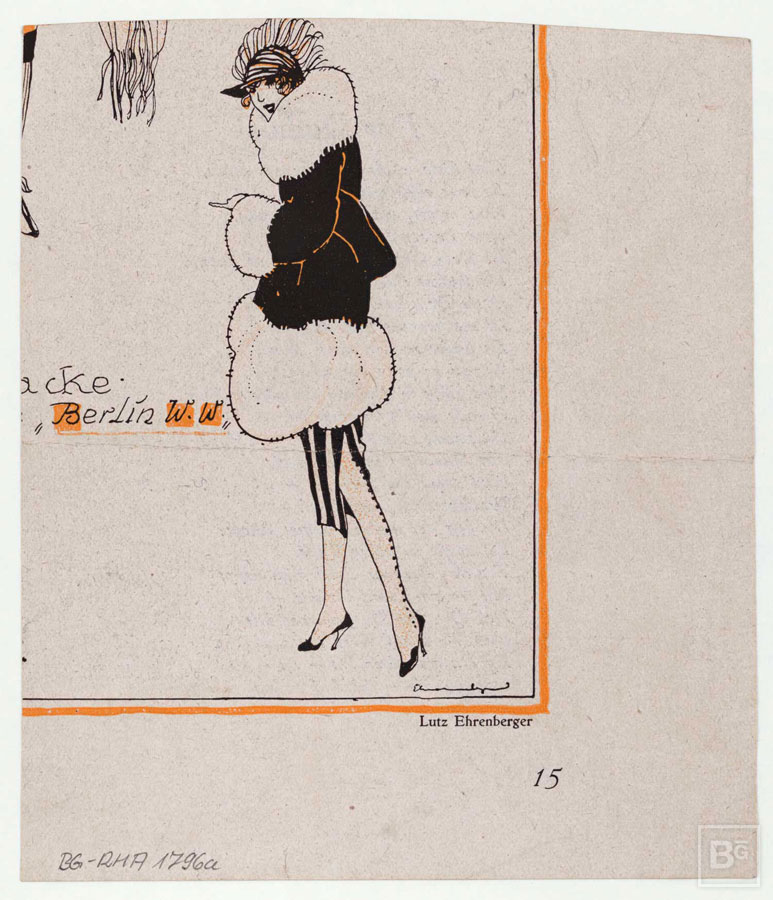 acke.
: „Berlin W. W.„
Lutz Ehrenberger
15
BG-RHA 1796a
BG